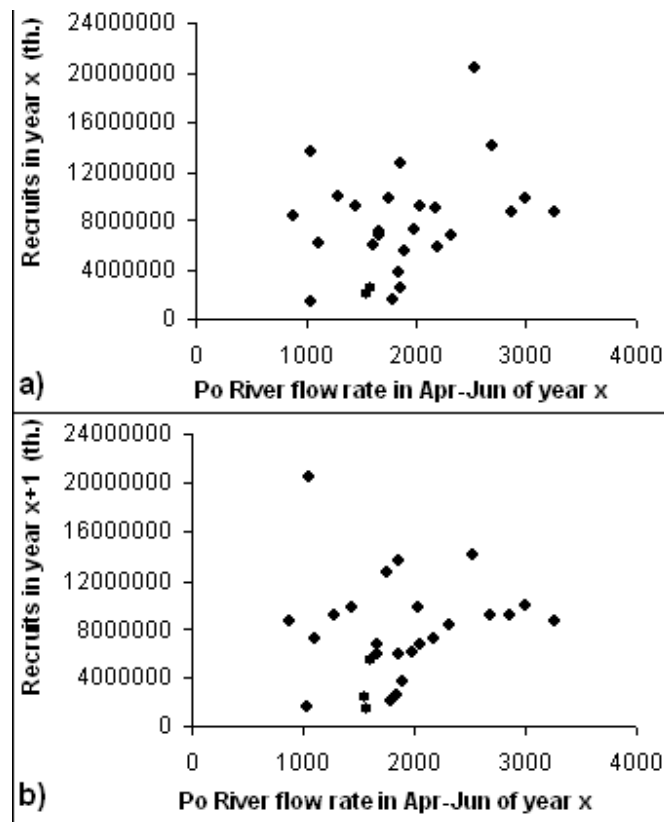 Recruits in year x (th.)
24000000
20000000
16000000
12000000
8000000
4000000
0
0 1000 2000 3000 4000
a)
Po River flow rate in Apr-Jun of year x
Recruits in year x+1 (th.)
24000000
20000000
16000000
12000000
8000000
4000000
0
0 1000 2000 3000 4000
b)
Po River flow rate in Apr-Jun of year x